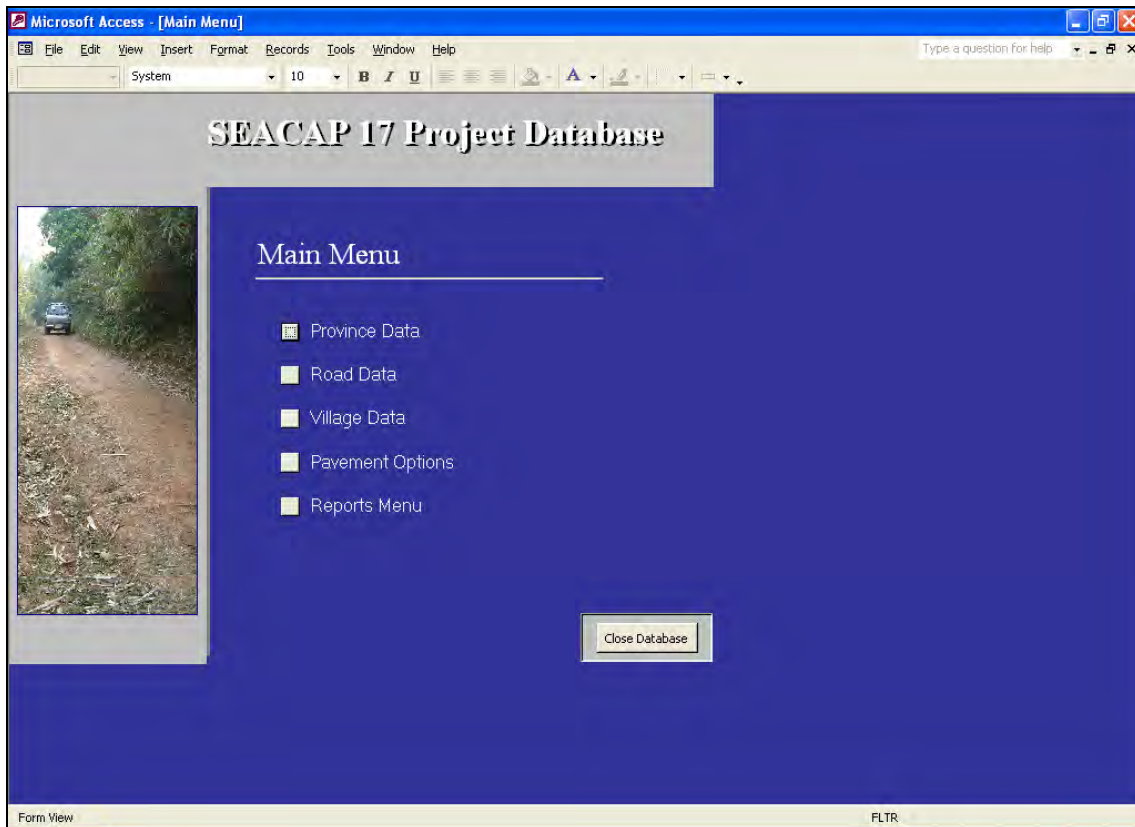 Microsoft Access - [Main Menu]
File Edit View Insert Format Records Tools Window Help Type a question for help
System 10 B I U A
SEACAP 17 Project Database
Main Menu
Province Data
Road Data
Village Data
Pavement Options
Reports Menu
Close Database
Form View FLTR